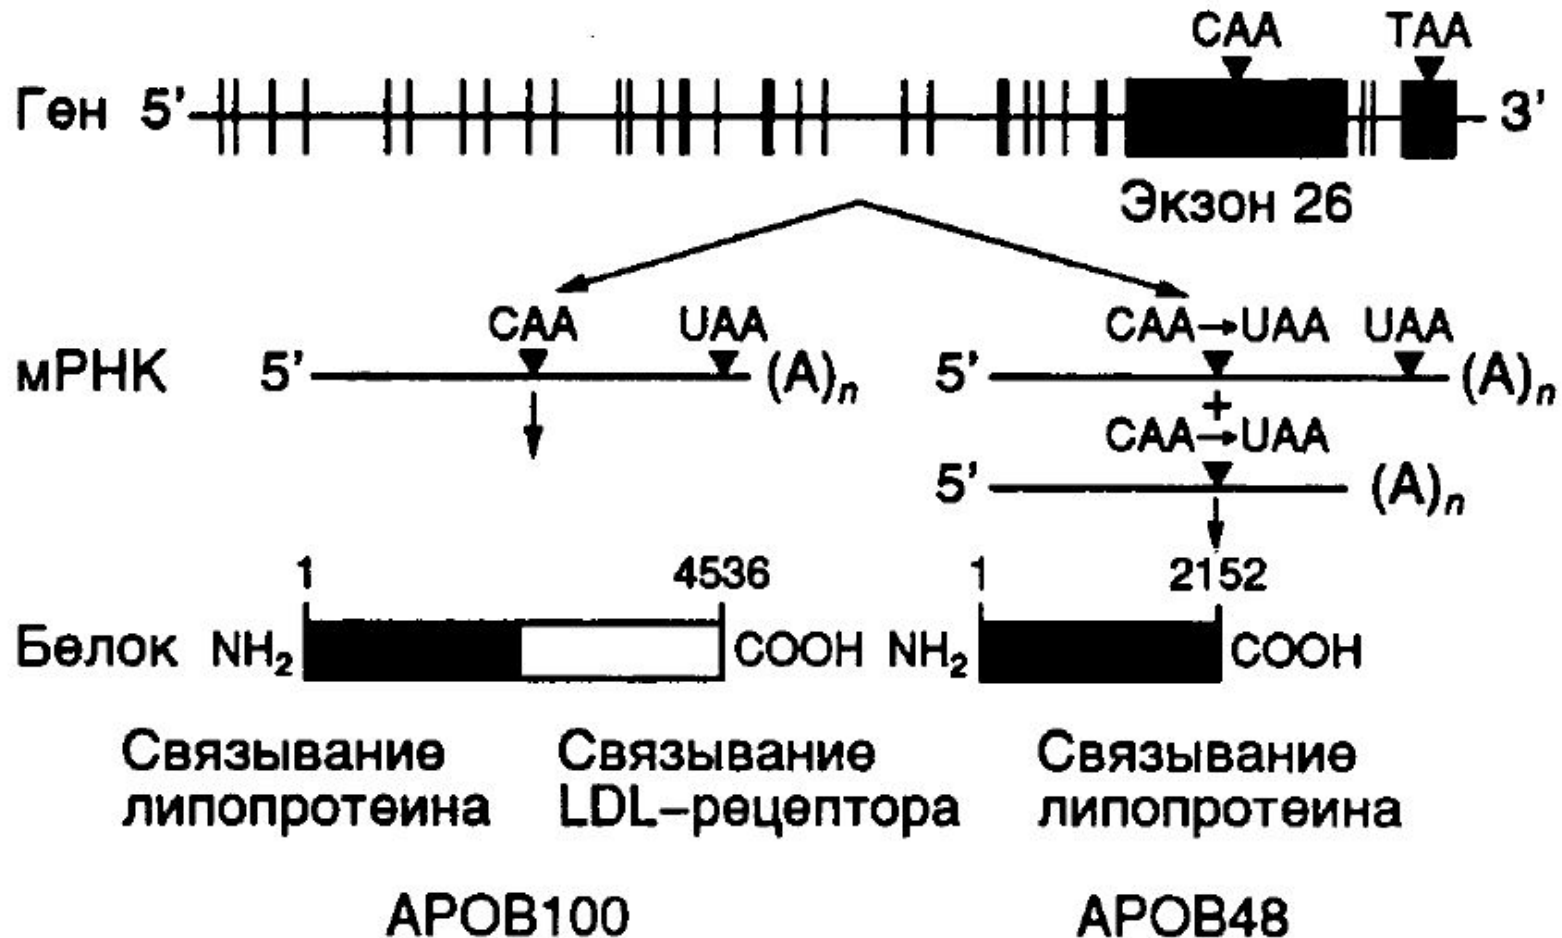 CAA TAA
Ген 5' 3'
Экзон 26
CAA UAA CAA→UAA UAA
мРНК 5' (A)n 5' (A)n
+
CAA→UAA
5' (A)n
1 4536 1 2152
Белок NH2 COOH NH2 COOH
Связывание Связывание Связывание
липопротеина LDL–рецептора липопротеина
APOB100 APOB48